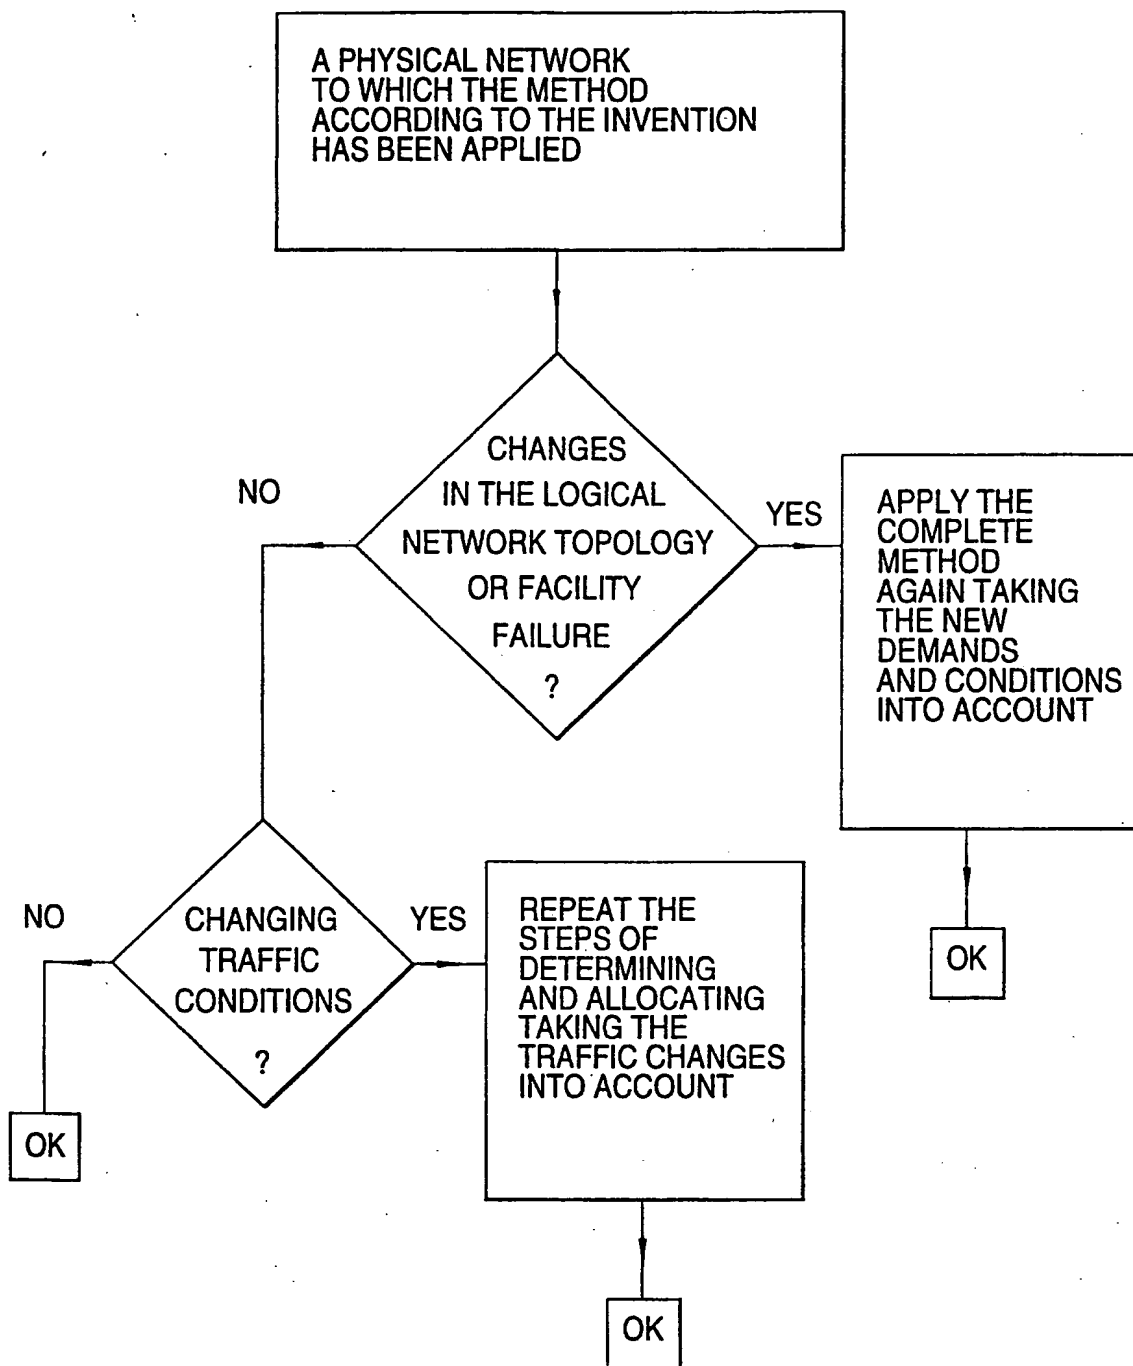 A PHYSICAL NETWORK
TO WHICH THE METHOD
ACCORDING TO THE INVENTION
HAS BEEN APPLIED
CHANGES
IN THE LOGICAL
NETWORK TOPOLOGY
OR FACILITY
FAILURE
?
NO
YES
APPLY THE
COMPLETE
METHOD
AGAIN TAKING
THE NEW
DEMANDS
AND CONDITIONS
INTO ACCOUNT
OK
CHANGING
TRAFFIC
CONDITIONS
?
NO
YES
REPEAT THE
STEPS OF
DETERMINING
AND ALLOCATING
TAKING THE
TRAFFIC CHANGES
INTO ACCOUNT
OK
OK